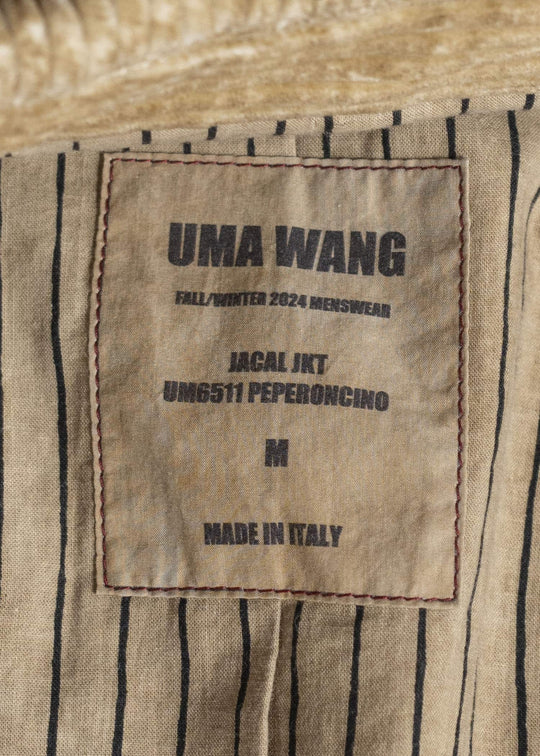 UMA WANG
FALL/WINTER 2024 MENSWEAR
JACAL JKT
UM6511 PEPERONCINO
M
MADE IN ITALY